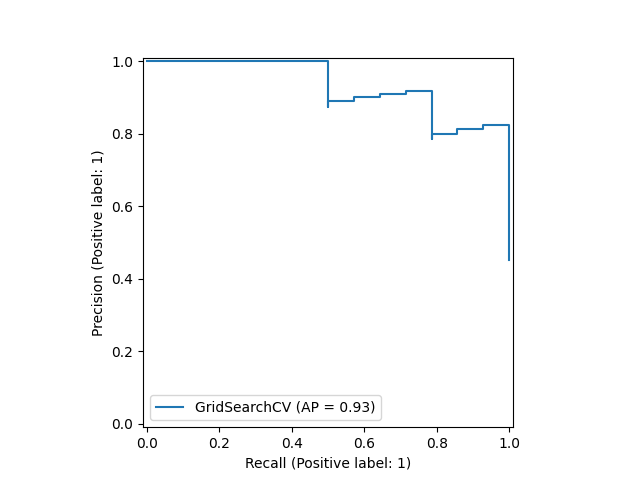 1.0
0.8
0.6
0.4
0.2
0.0
Precision (Positive label: 1)
GridSearchCV (AP = 0.93)
0.0 0.2 0.4 0.6 0.8 1.0
Recall (Positive label: 1)